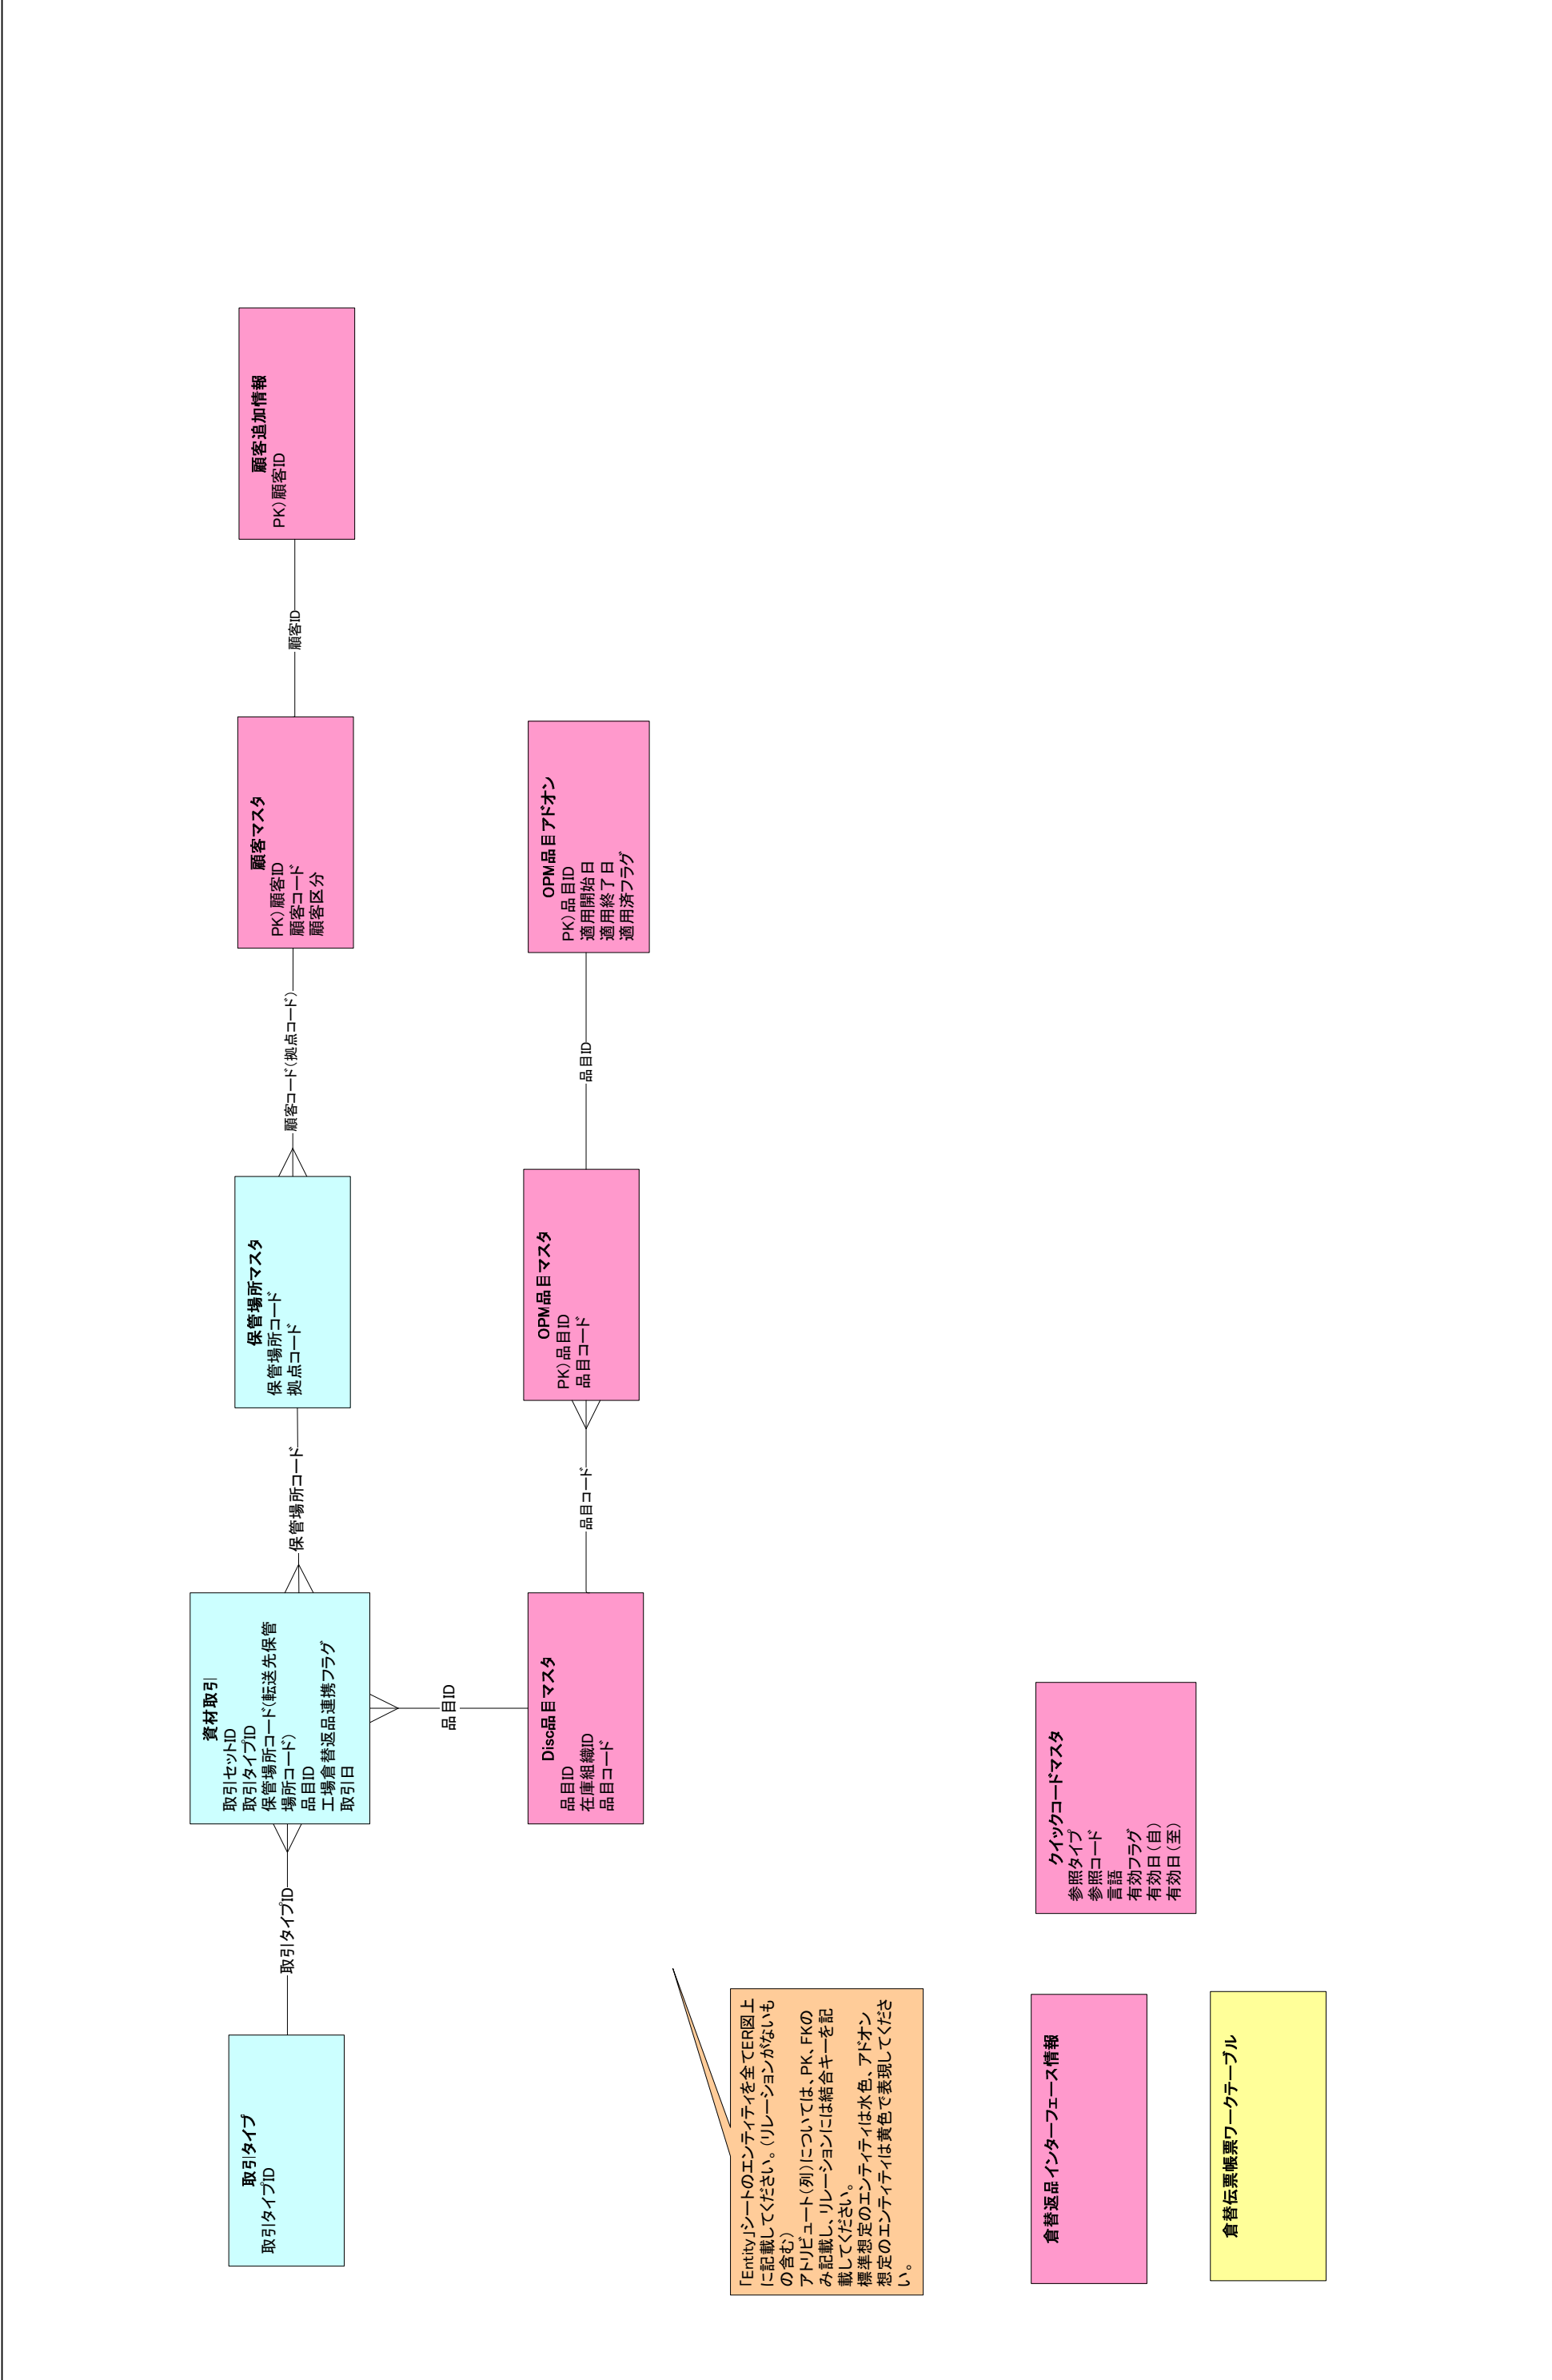 取引タイプ
取引タイプID
取引タイプID
資材取引
取引セットID
取引タイプID
保管場所コード(転送先保管
場所コード)
品目ID
工場倉替返品連携フラグ
取引日
保管場所コード
保管場所マスタ
保管場所コード
拠点コード
顧客コード(拠点コード)
顧客マスタ
PK)顧客ID
顧客コード
顧客区分
顧客ID
顧客追加情報
PK)顧客ID
品目ID
Disc品目マスタ
品目ID
在庫組織ID
品目コード
品目コード
OPM品目マスタ
PK)品目ID
品目コード
品目ID
OPM品目アドオン
PK)品目ID
適用開始日
適用終了日
適用済フラグ
「Entity」シートのエンティティを全てER図上
に記載してください。(リレーションがないも
の含む)
アトリビュート(列)については、PK、FKの
み記載し、リレーションには結合キーを記
載してください。
標準想定のエンティティは水色、アドオン
想定のエンティティは黄色で表現してくださ
い。
倉替返品インターフェース情報
クイックコードマスタ
参照タイプ
参照コード
言語
有効フラグ
有効日(自)
有効日(至)
倉替伝票帳票ワークテーブル